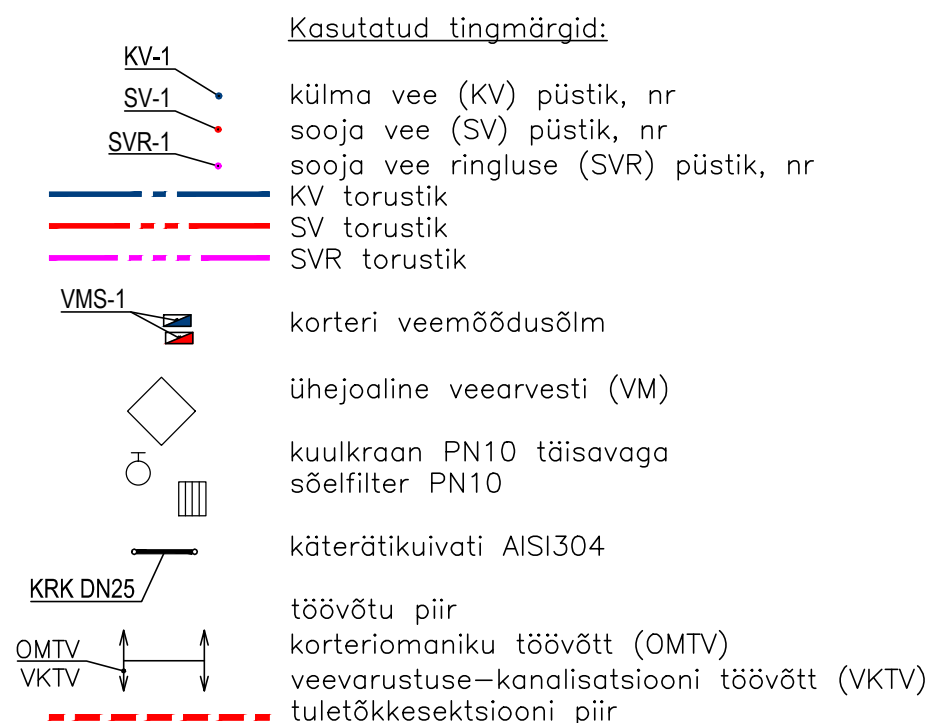 Kasutatud tingmärgid:
KV-1
külma vee (KV) püstik, nr
SV-1
sooja vee (SV) püstik, nr
SVR-1
sooja vee ringluse (SVR) püstik, nr
KV torustik
SV torustik
SVR torustik
VMS-1
korteri veemõõdusõlm
ühejoaline veearvesti (VM)
kuulkraan PN10 täisavaga
sõelfilter PN10
käterätikuivati AISI304
KRK DN25
töövõtu piir
OMTV
korteriomaniku töövõtt (OMTV)
VKTV
veevarustuse-kanalisatsiooni töövõtt (VKTV)
tuletõkkesektsiooni piir